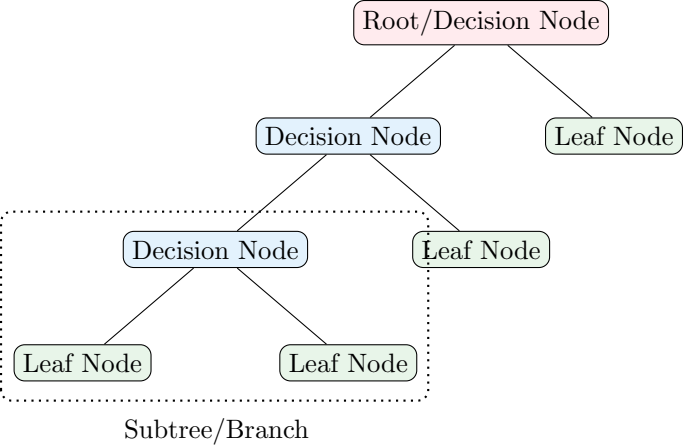 Root/Decision Node
Decision Node
Leaf Node
Decision Node
Leaf Node
Leaf Node
Leaf Node
Subtree/Branch